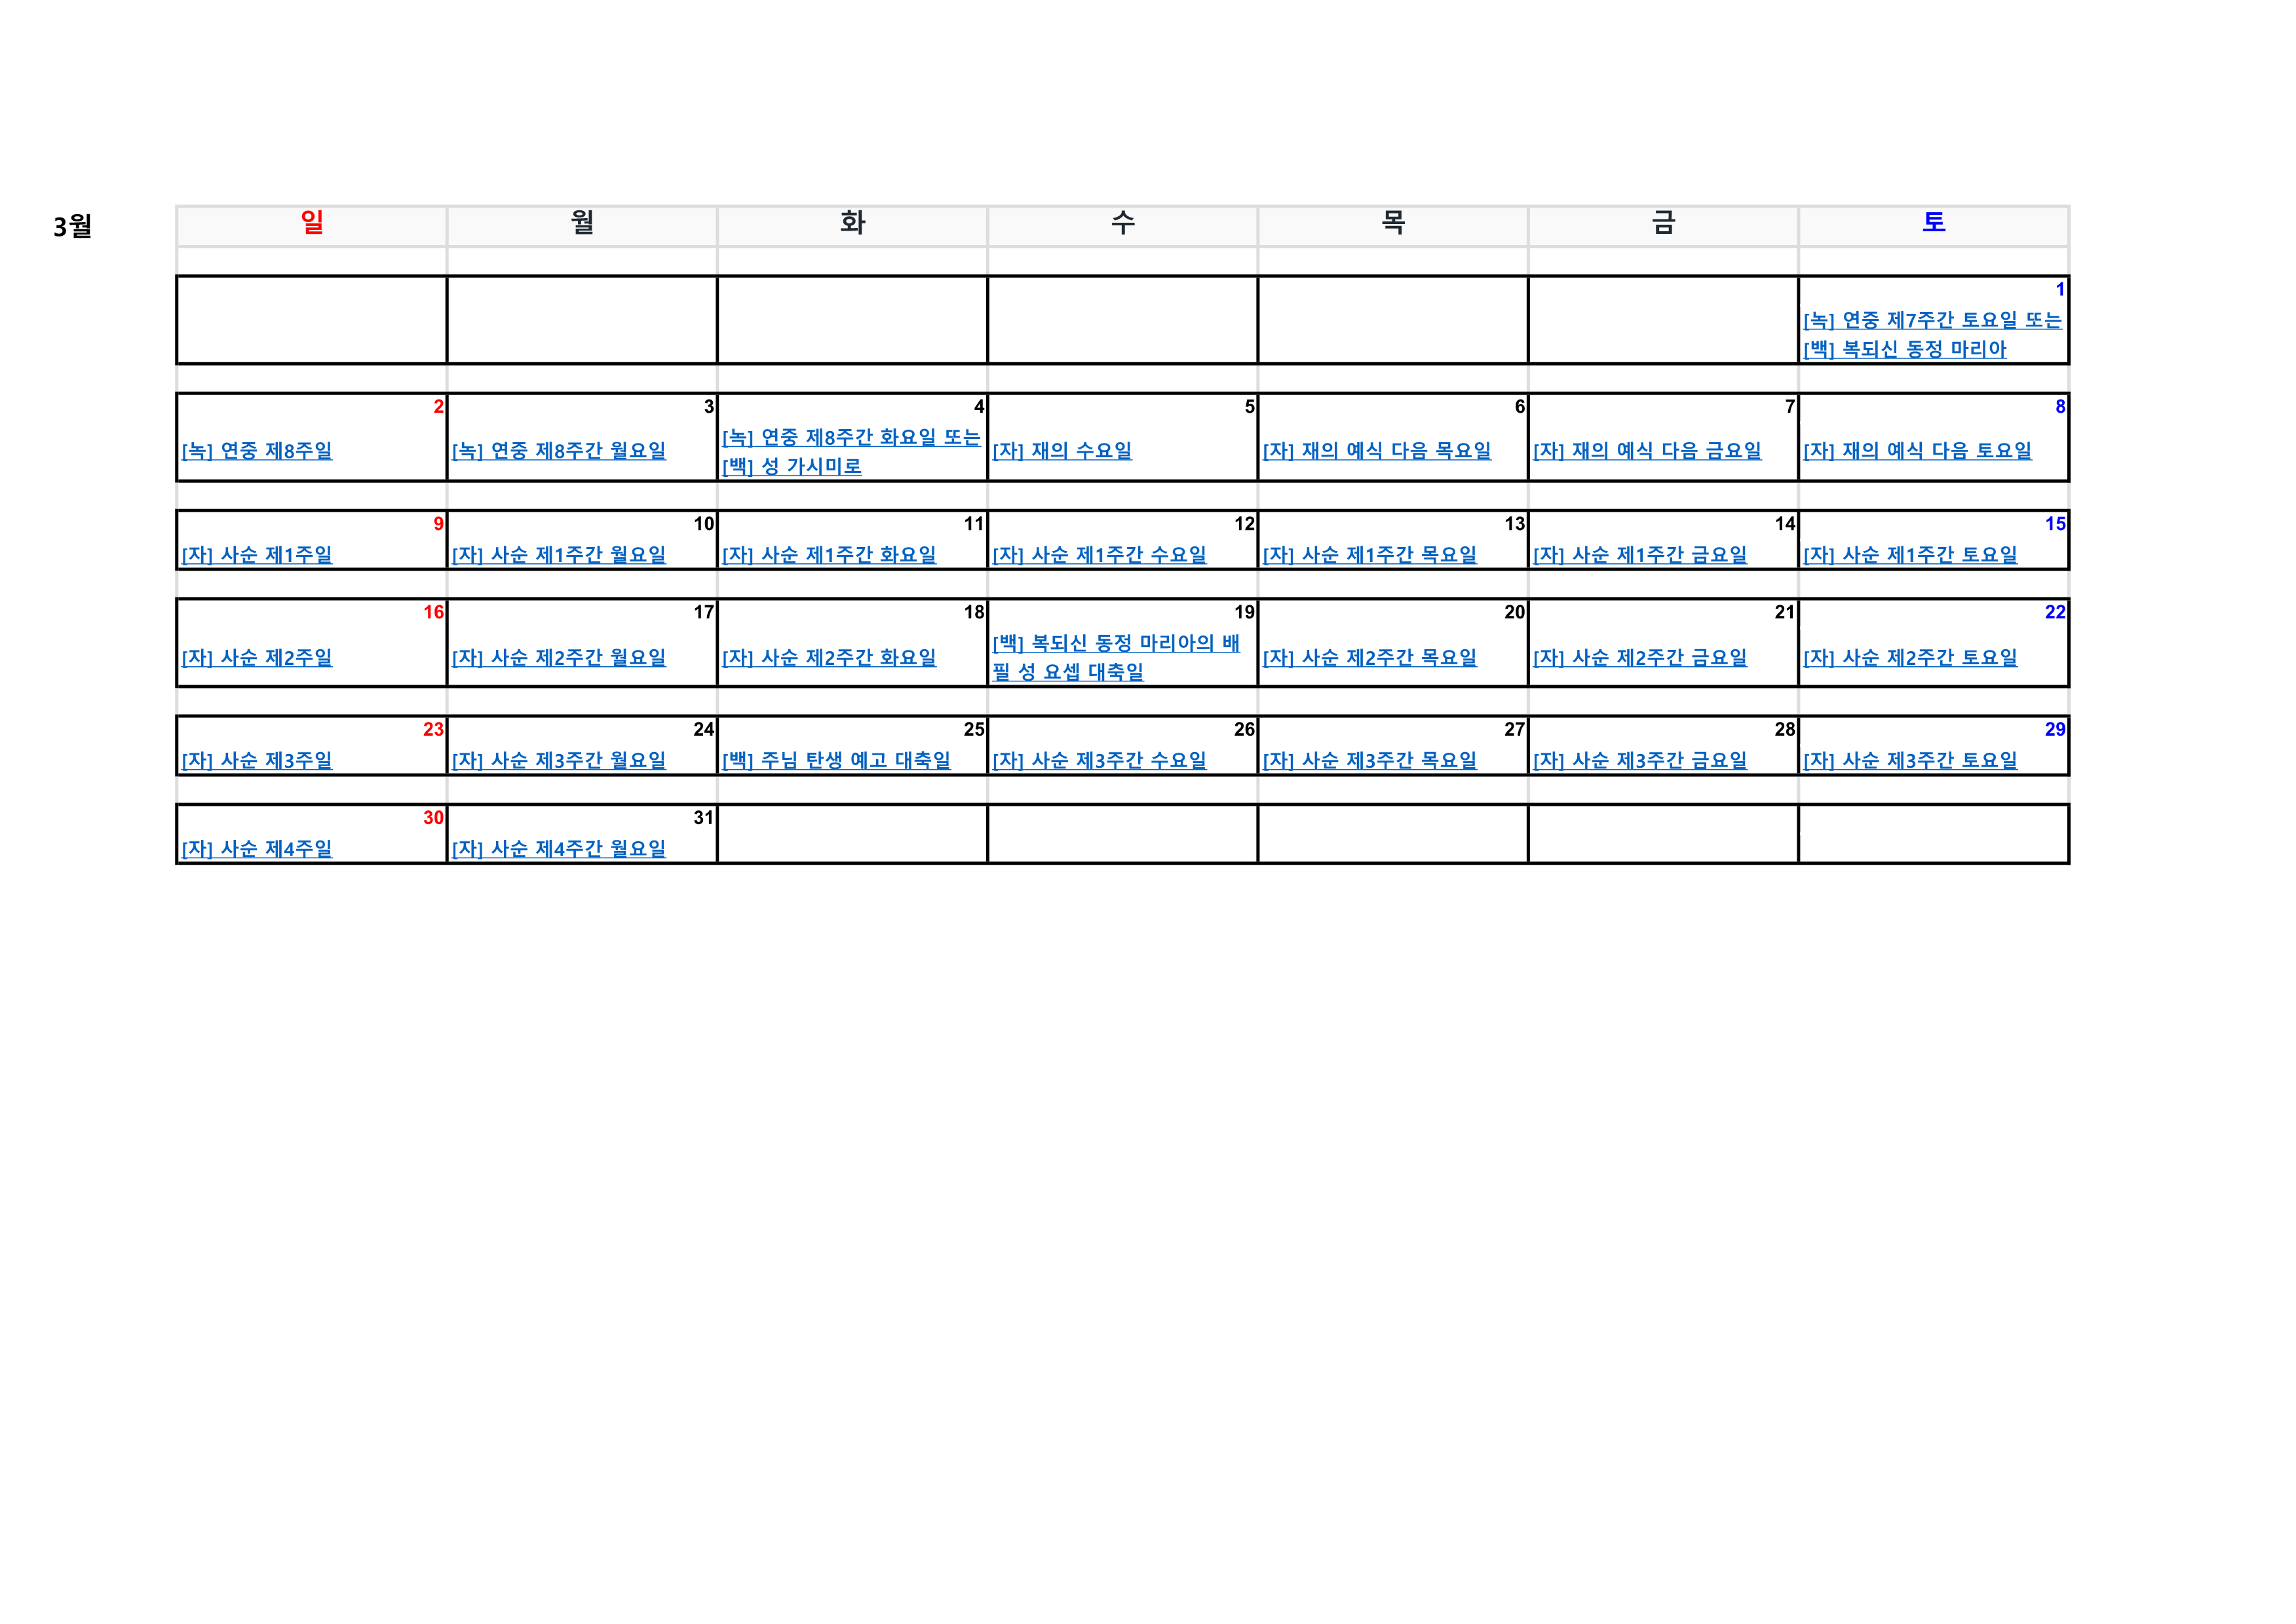 3월
일 월 화 수 목 금 토
1
[녹] 연중 제7주간 토요일 또는
[백] 복되신 동정 마리아
2 3 4 5 6 7 8
[녹] 연중 제8주일
[녹] 연중 제8주간 월요일
[녹] 연중 제8주간 화요일 또는
[백] 성 가시미로
[자] 재의 수요일
[자] 재의 예식 다음 목요일
[자] 재의 예식 다음 금요일
[자] 재의 예식 다음 토요일
9 10 11 12 13 14 15
[자] 사순 제1주일
[자] 사순 제1주간 월요일
[자] 사순 제1주간 화요일
[자] 사순 제1주간 수요일
[자] 사순 제1주간 목요일
[자] 사순 제1주간 금요일
[자] 사순 제1주간 토요일
16 17 18 19 20 21 22
[자] 사순 제2주일
[자] 사순 제2주간 월요일
[자] 사순 제2주간 화요일
[백] 복되신 동정 마리아의 배
필 성 요셉 대축일
[자] 사순 제2주간 목요일
[자] 사순 제2주간 금요일
[자] 사순 제2주간 토요일
23 24 25 26 27 28 29
[자] 사순 제3주일
[자] 사순 제3주간 월요일
[백] 주님 탄생 예고 대축일
[자] 사순 제3주간 수요일
[자] 사순 제3주간 목요일
[자] 사순 제3주간 금요일
[자] 사순 제3주간 토요일
30 31
[자] 사순 제4주일
[자] 사순 제4주간 월요일